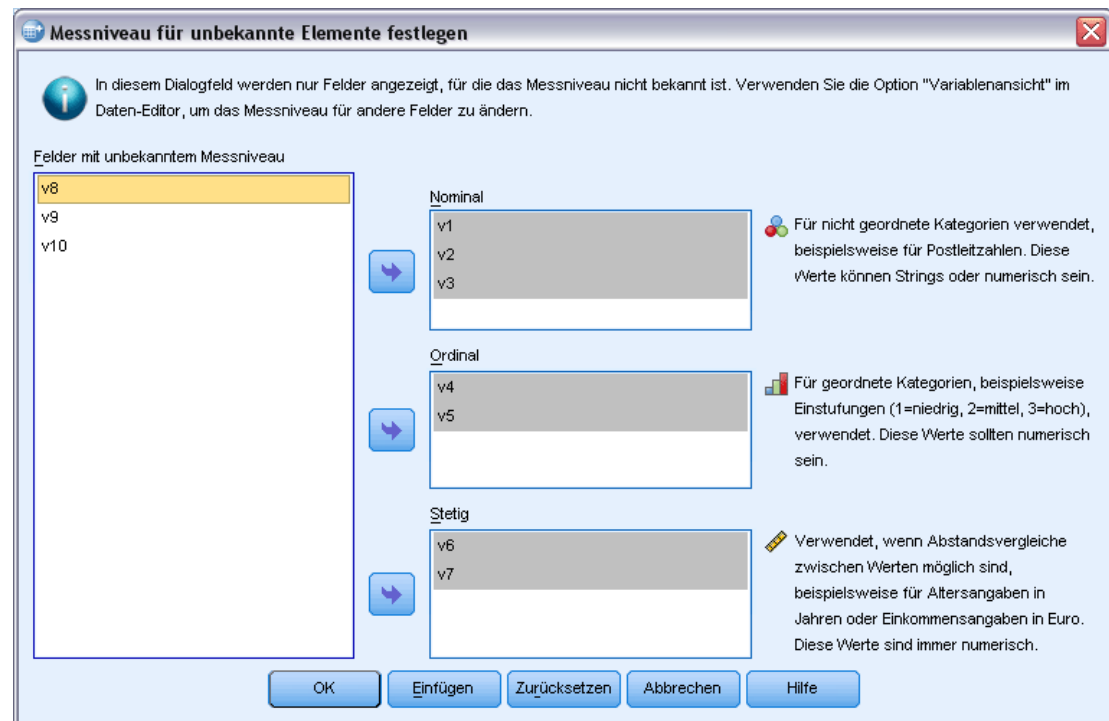 Messniveau für unbekannte Elemente festlegen
In diesem Dialogfeld werden nur Felder angezeigt, für die das Messniveau nicht bekannt ist. Verwenden Sie die Option "Variablenansicht" im
Daten-Editor, um das Messniveau für andere Felder zu ändern.
Felder mit unbekanntem Messniveau
v8
v9
v10
Nominal
v1
v2
v3
Für nicht geordnete Kategorien verwendet,
beispielsweise für Postleitzahlen. Diese
Werte können Strings oder numerisch sein.
Ordinal
v4
v5
Für geordnete Kategorien, beispielsweise
Einstufungen (1=niedrig, 2=mittel, 3=hoch),
verwendet. Diese Werte sollten numerisch
sein.
Stetig
v6
v7
Verwendet, wenn Abstandsvergleiche
zwischen Werten möglich sind,
beispielsweise für Altersangaben in
Jahren oder Einkommensangaben in Euro.
Diese Werte sind immer numerisch.
OK
Einfügen
Zurücksetzen
Abbrechen
Hilfe